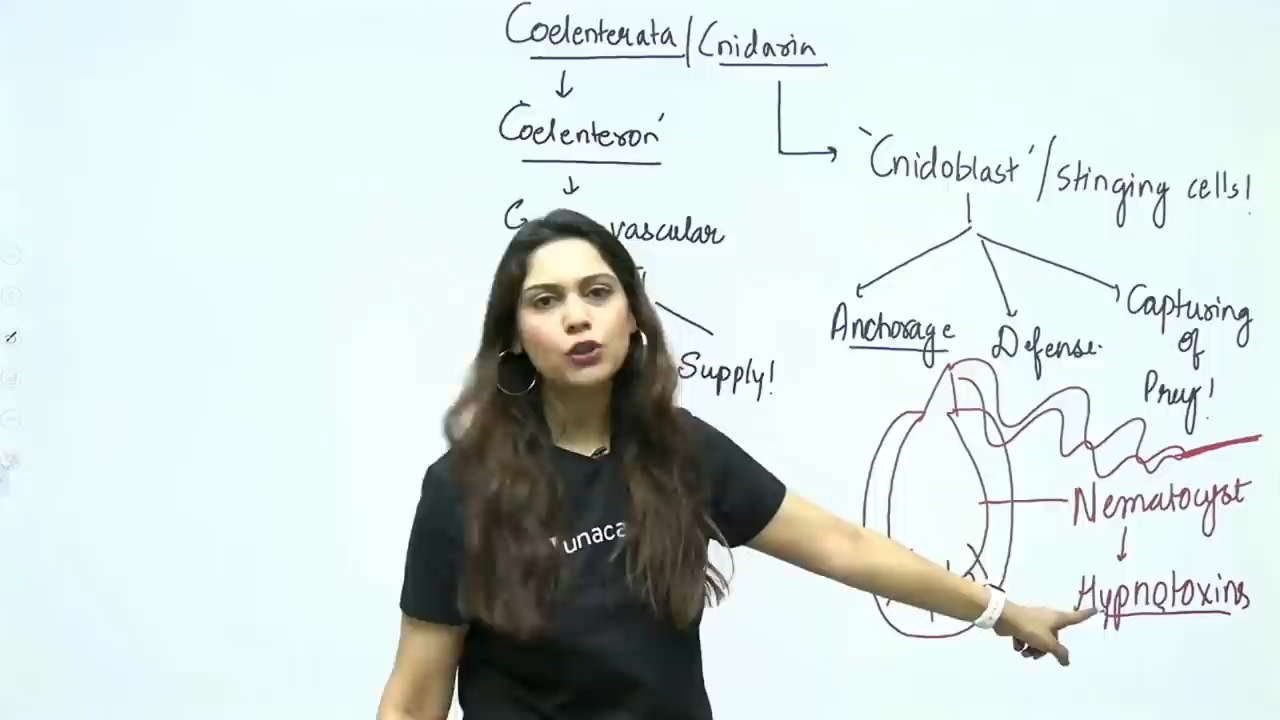 Coelenterata/Cnidaria
'Coelenteron'
vascular
Supply!
'Cnidoblast'/Stinging cells!
Anchorage
Defense.
Capturing
of
Prey!
Nematocyst
Hypnotoxins
unaca